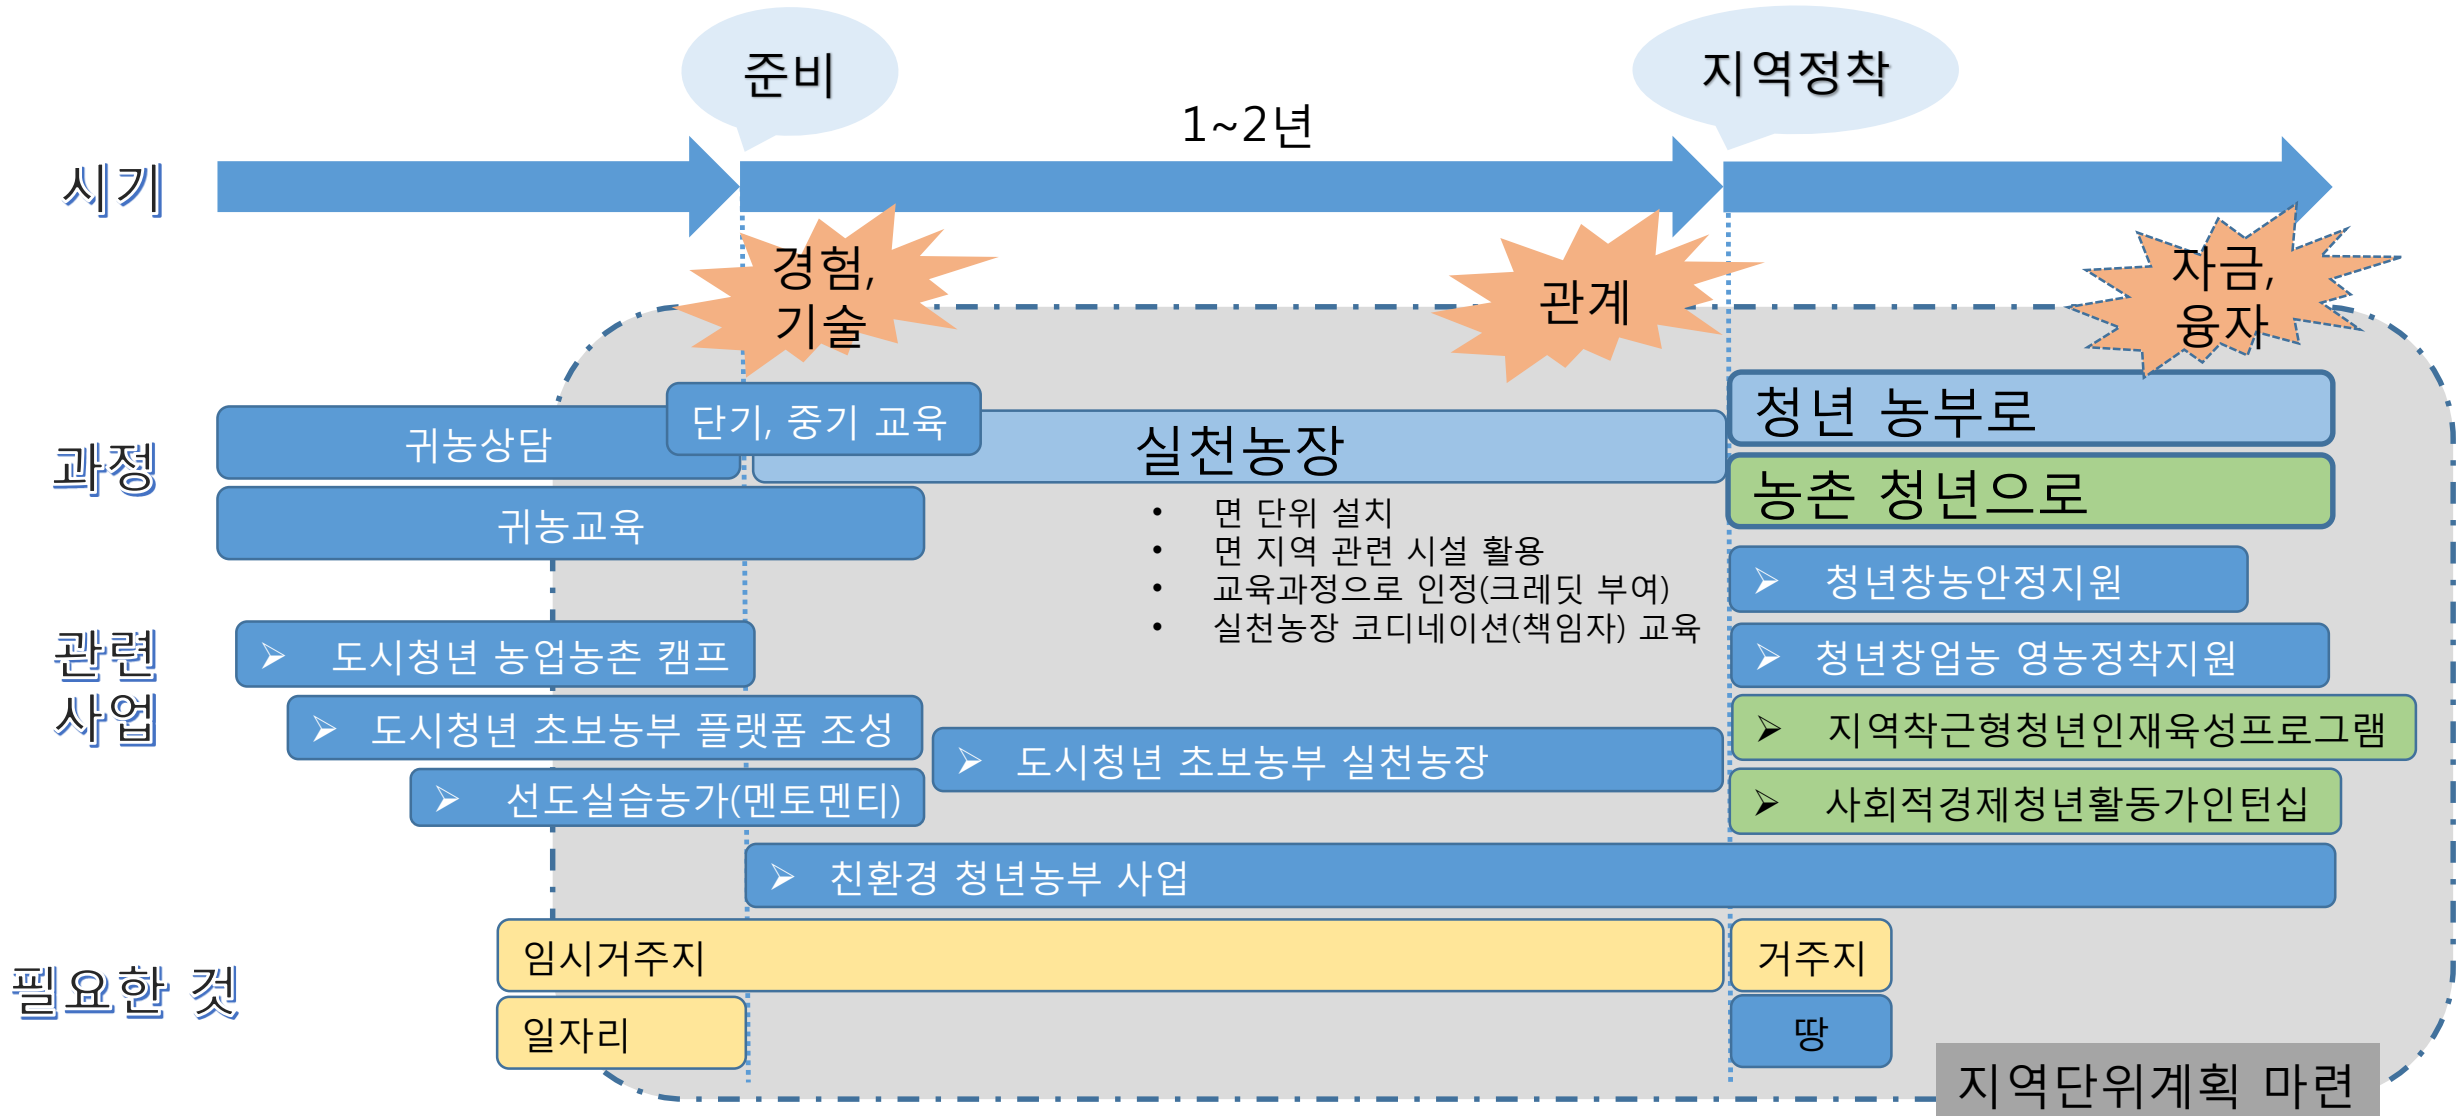 준비
지역정착
1~2년
시기
경험,
기술
관계
자금,
융자
과정
귀농상담
단기, 중기 교육
실천농장
청년 농부로
농촌 청년으로
귀농교육
• 면 단위 설치
• 면 지역 관련 시설 활용
• 교육과정으로 인정(크레딧 부여)
• 실천농장 코디네이션(책임자) 교육
관련
사업
➢ 도시청년 농업농촌 캠프
➢ 도시청년 초보농부 플랫폼 조성
➢ 선도실습농가(멘토멘티)
➢ 도시청년 초보농부 실천농장
➢ 청년창농안정지원
➢ 청년창업농 영농정착지원
➢ 지역착근형청년인재육성프로그램
➢ 사회적경제청년활동가인턴십
➢ 친환경 청년농부 사업
필요한 것
임시거주지
거주지
일자리
땅
지역단위계획 마련